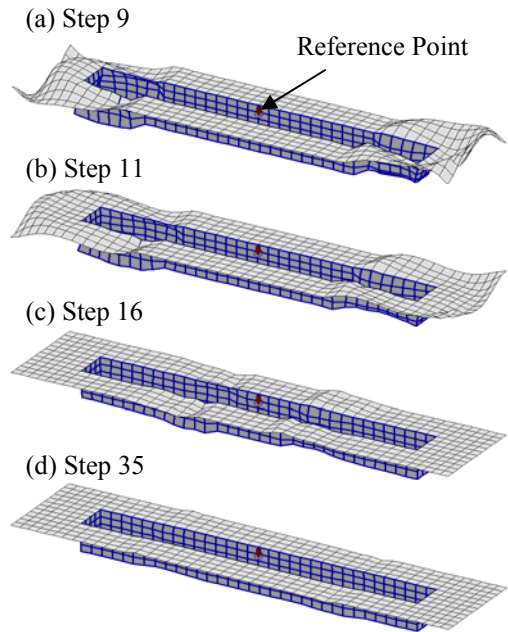 (a) Step 9
Reference Point
(b) Step 11
(c) Step 16
(d) Step 35